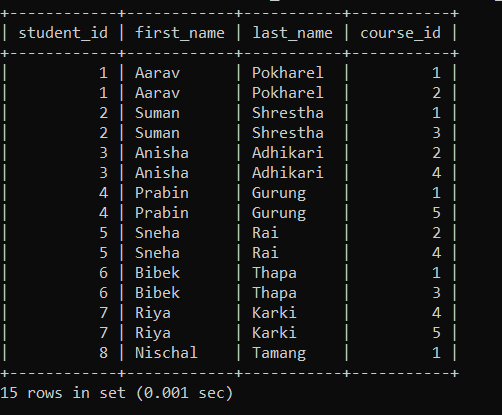 +------------+------------+-----------+-----------+
| student_id | first_name | last_name | course_id |
+------------+------------+-----------+-----------+
|          1 | Aarav      | Pokharel  |         1 |
|          1 | Aarav      | Pokharel  |         2 |
|          2 | Suman      | Shrestha  |         1 |
|          2 | Suman      | Shrestha  |         3 |
|          3 | Anisha     | Adhikari  |         2 |
|          3 | Anisha     | Adhikari  |         4 |
|          4 | Prabin     | Gurung    |         1 |
|          4 | Prabin     | Gurung    |         5 |
|          5 | Sneha      | Rai       |         2 |
|          5 | Sneha      | Rai       |         4 |
|          6 | Bibek      | Thapa     |         1 |
|          6 | Bibek      | Thapa     |         3 |
|          7 | Riya       | Karki     |         4 |
|          7 | Riya       | Karki     |         5 |
|          8 | Nischal    | Tamang    |         1 |
+------------+------------+-----------+-----------+
15 rows in set (0.001 sec)